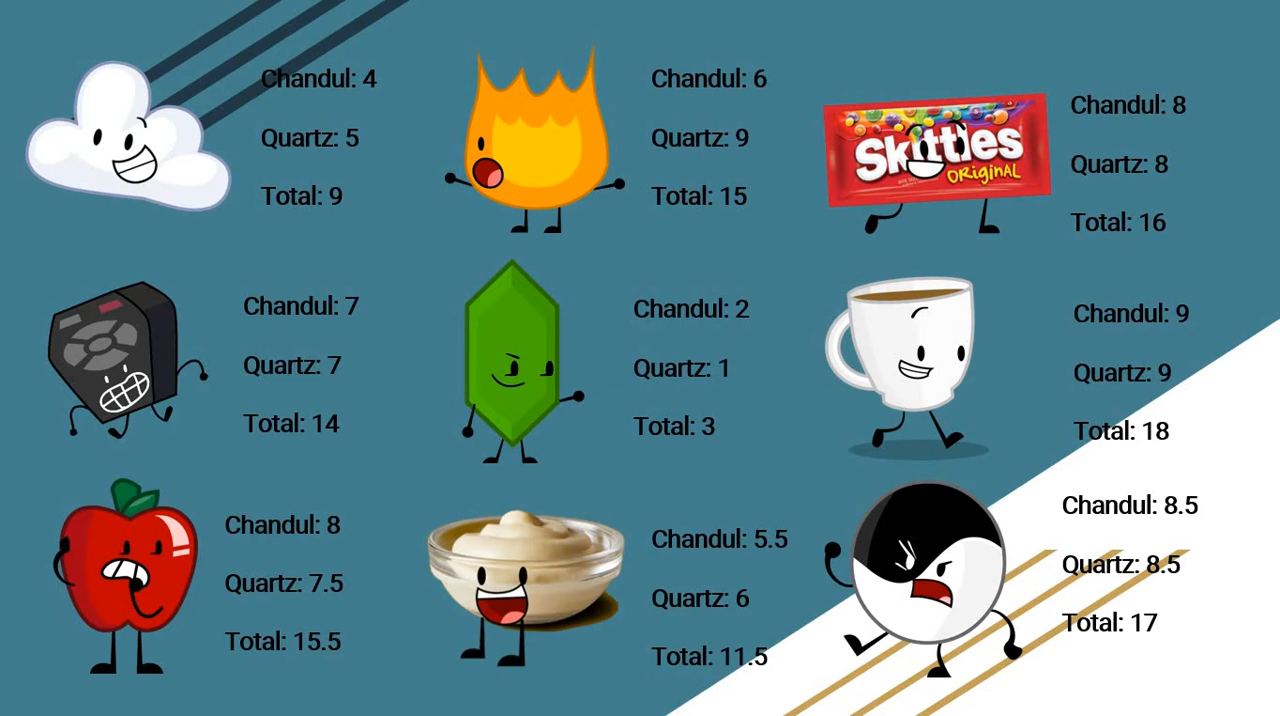 Chandul: 4
Quartz: 5
Total: 9
Chandul: 6
Quartz: 9
Total: 15
Skittles
ORIGINAL
Chandul: 8
Quartz: 8
Total: 16
Chandul: 7
Quartz: 7
Total: 14
Chandul: 2
Quartz: 1
Total: 3
Chandul: 9
Quartz: 9
Total: 18
Chandul: 8
Quartz: 7.5
Total: 15.5
Chandul: 5.5
Quartz: 6
Total: 11.5
Chandul: 8.5
Quartz: 8.5
Total: 17